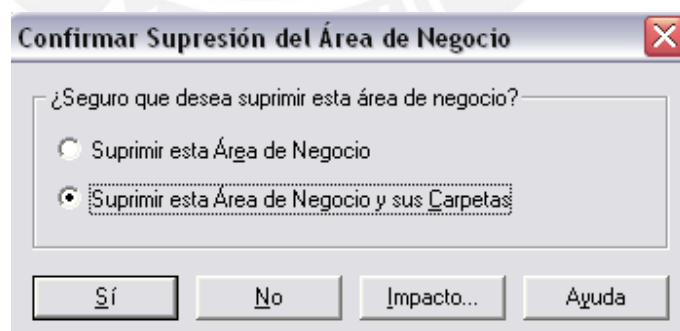 Confirmar Supresión del Área de Negocio
¿Seguro que desea suprimir esta área de negocio?
Suprimir esta Área de Negocio
Suprimir esta Área de Negocio y sus Carpetas
Sí No Impacto... Ayuda